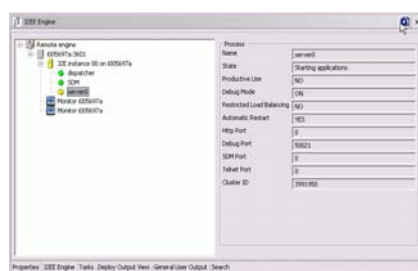 J2EE Engine
Remote engine
i005697a:3601
J2E instance 00 on i005697a
dispatcher
SDM
server0
Monitor i005697a
Monitor i005697a
Process
Name server0
State Starting applications
Productive Use NO
Debug Mode ON
Restricted Load Balancing NO
Automatic Restart YES
Http Port 0
Debug Port 50021
SDM Port 0
Telnet Port 0
Cluster ID 3991950
Properties J2EE Engine Tasks Deploy Output View General User Output Search